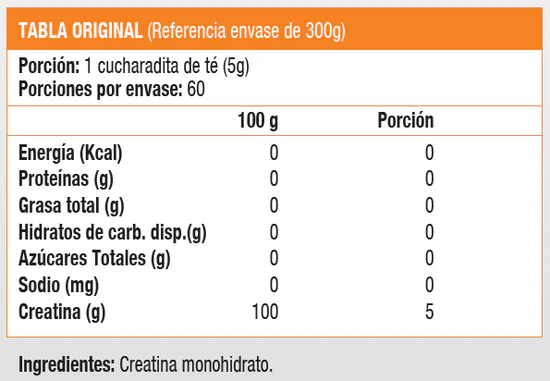 TABLA ORIGINAL (Referencia envase de 300g)
Porción: 1 cucharadita de té (5g)
Porciones por envase: 60
100 g Porción
Energía (Kcal) 0 0
Proteínas (g) 0 0
Grasa total (g) 0 0
Hidratos de carb. disp.(g) 0 0
Azúcares Totales (g) 0 0
Sodio (mg) 0 0
Creatina (g) 100 5
Ingredientes: Creatina monohidrato.